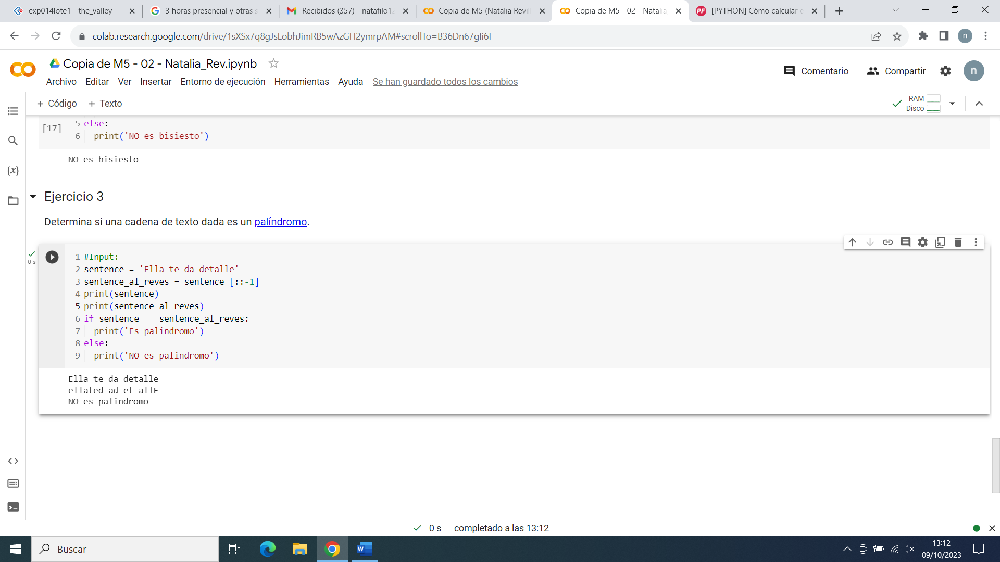 exp014lote1 - the_valley
3 horas presencial y otras s
Recibidos (357) - natafilo12
Copia de M5 (Natalia Revill
Copia de M5 - 02 - Natalia
[PYTHON] Cómo calcular e
colab.research.google.com/drive/1sXSx7q8gJsLobhJimRB5wAzGH2ymrpAM#scrollTo=B36Dn67gIi6F
n
Copia de M5 - 02 - Natalia_Rev.ipynb
Archivo Editar Ver Insertar Entorno de ejecución Herramientas Ayuda Se han guardado todos los cambios
Comentario
Compartir
n
+ Código + Texto
RAM
Disco
[17]
5 else:
6 print('NO es bisiesto')
NO es bisiesto
{x}
Ejercicio 3
Determina si una cadena de texto dada es un palíndromo.
0 s
1 #Input:
2 sentence = 'Ella te da detalle'
3 sentence_al_reves = sentence [::-1]
4 print(sentence)
5 print(sentence_al_reves)
6 if sentence == sentence_al_reves:
7 print('Es palindromo')
8 else:
9 print('NO es palindromo')
Ella te da detalle
ellated ad et allE
NO es palindromo
0 s completado a las 13:12
Buscar
13:12
09/10/2023